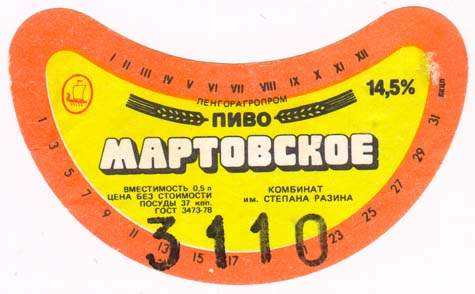 I II III IV V VI VII VIII IX X XI XII
ЛЕНГОРАГРОПРОМ
14,5%
ПИВО
МАРТОВСКОЕ
ВМЕСТИМОСТЬ 0,5 л
ЦЕНА БЕЗ СТОИМОСТИ
ПОСУДЫ 37 коп.
ГОСТ 3473-78
КОМБИНАТ
им. СТЕПАНА РАЗИНА
3110
1 3 5 7 9 11 13 15 17 21 23 25 27 29 31